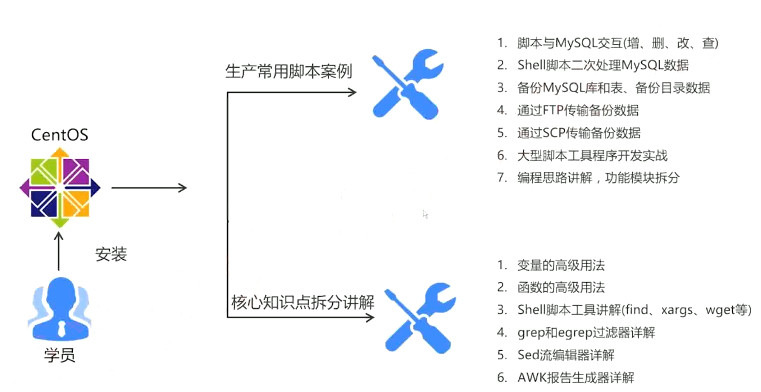 生产常用脚本案例
1. 脚本与MySQL交互(增、删、改、查)
2. Shell脚本二次处理MySQL数据
3. 备份MySQL库和表、备份目录数据
4. 通过FTP传输备份数据
5. 通过SCP传输备份数据
6. 大型脚本工具程序开发实战
7. 编程思路讲解，功能模块拆分
CentOS
安装
学员
核心知识点拆分讲解
1. 变量的高级用法
2. 函数的高级用法
3. Shell脚本工具讲解(find、xargs、wget等)
4. grep和egrep过滤器详解
5. Sed流编辑器详解
6. AWK报告生成器详解